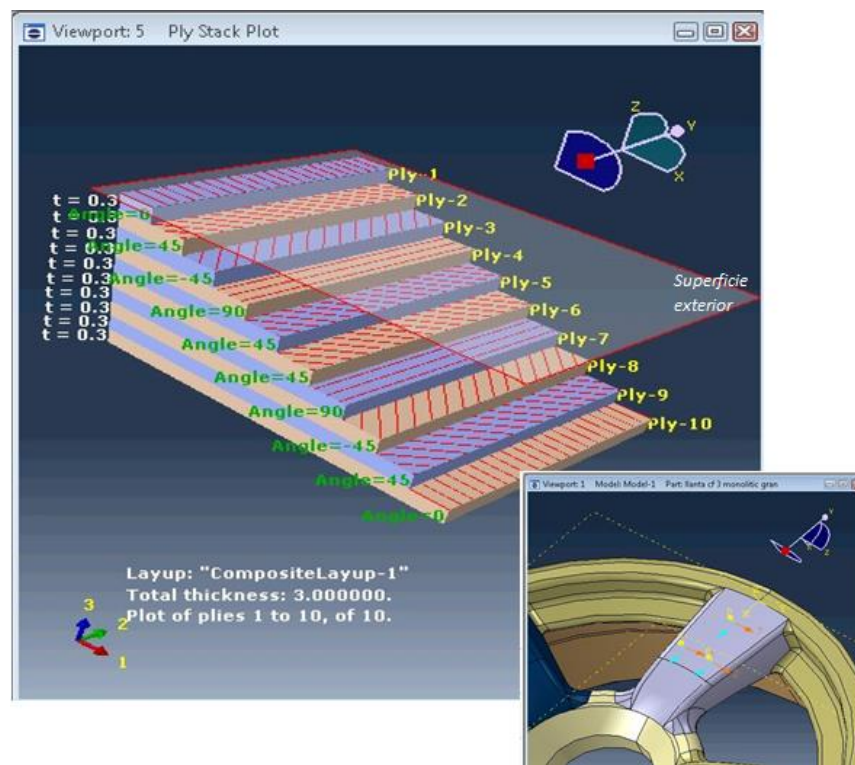 Viewport: 5 Ply Stack Plot
Z
Y
X
Ply-1
Ply-2
Ply-3
Ply-4
Ply-5
Ply-6
Ply-7
Ply-8
Ply-9
Ply-10
Superficie
exterior
t = 0.3
t = 0.3
t = 0.3
t = 0.3
t = 0.3
t = 0.3
t = 0.3
t = 0.3
t = 0.3
Angle=0
Angle=45
Angle=-45
Angle=90
Angle=45
Angle=45
Angle=90
Angle=-45
Angle=45
Angle=0
Layup: "CompositeLayup-1"
Total thickness: 3.000000.
Plot of plies 1 to 10, of 10.
3
2
1
Viewport: 1 Model: Model-1 Part: llanta cf 3 monolitic gran
Y
Z